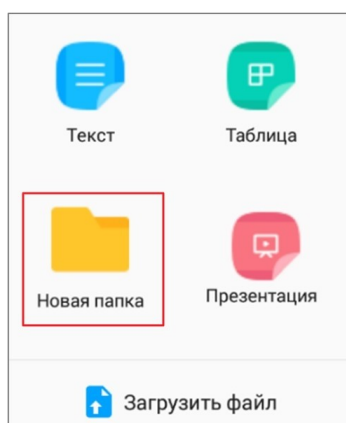 Текст
Таблица
Новая папка
Презентация
Загрузить файл